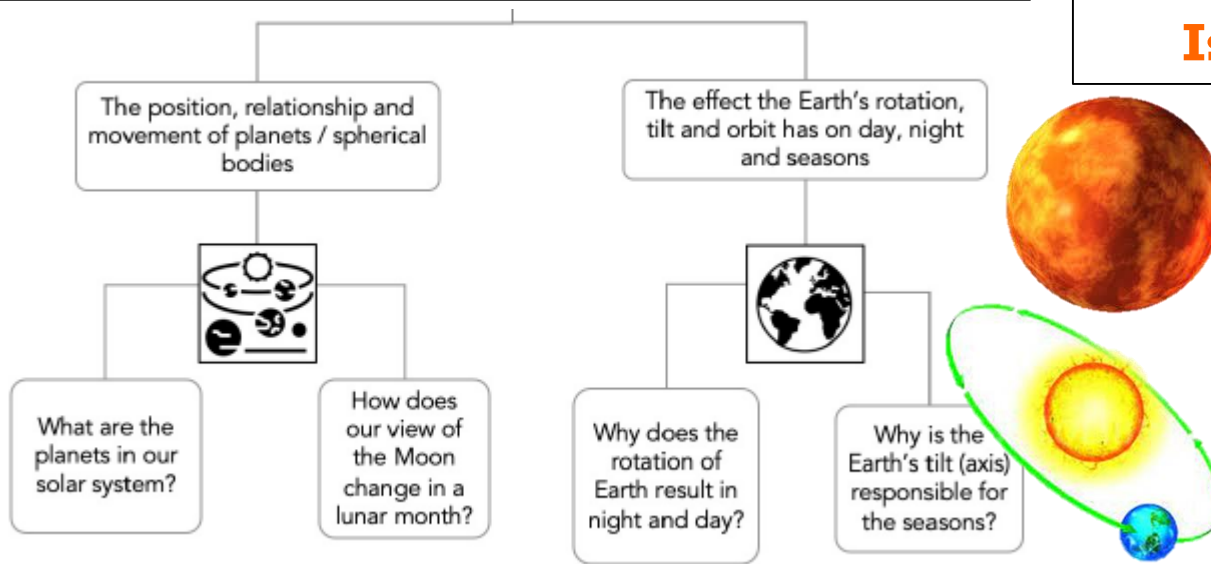 Is
The position, relationship and
movement of planets / spherical
bodies
The effect the Earth's rotation,
tilt and orbit has on day, night
and seasons
What are the
planets in our
solar system?
How does
our view of
the Moon
change in a
lunar month?
Why does the
rotation of
Earth result in
night and day?
Why is the
Earth's tilt (axis)
responsible for
the seasons?